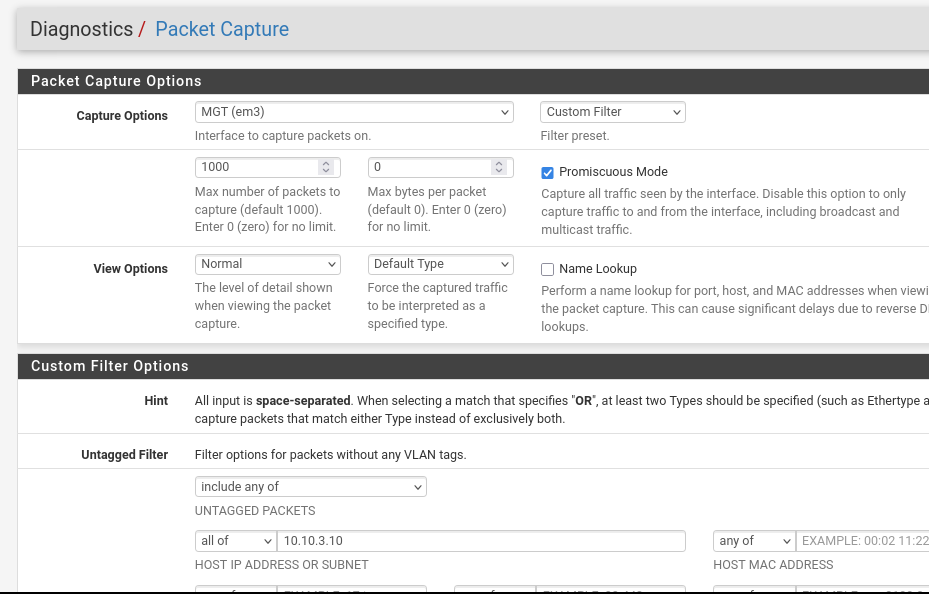 Diagnostics / Packet Capture
Packet Capture Options
Capture Options
MGT (em3)
Custom Filter
Interface to capture packets on.
Filter preset.
1000
0
Promiscuous Mode
Max number of packets to
capture (default 1000).
Enter 0 (zero) for no limit.
Max bytes per packet
(default 0). Enter 0 (zero)
for no limit.
Capture all traffic seen by the interface. Disable this option to only
capture traffic to and from the interface, including broadcast and
multicast traffic.
View Options
Normal
Default Type
Name Lookup
The level of detail shown
when viewing the packet
capture.
Force the captured traffic
to be interpreted as a
specified type.
Perform a name lookup for port, host, and MAC addresses when viewi
the packet capture. This can cause significant delays due to reverse D
lookups.
Custom Filter Options
Hint
All input is space-separated. When selecting a match that specifies "OR", at least two Types should be specified (such as Ethertype a
capture packets that match either Type instead of exclusively both.
Untagged Filter
Filter options for packets without any VLAN tags.
include any of
UNTAGGED PACKETS
all of
10.10.3.10
any of
EXAMPLE: 00:02 11:22
HOST IP ADDRESS OR SUBNET
HOST MAC ADDRESS